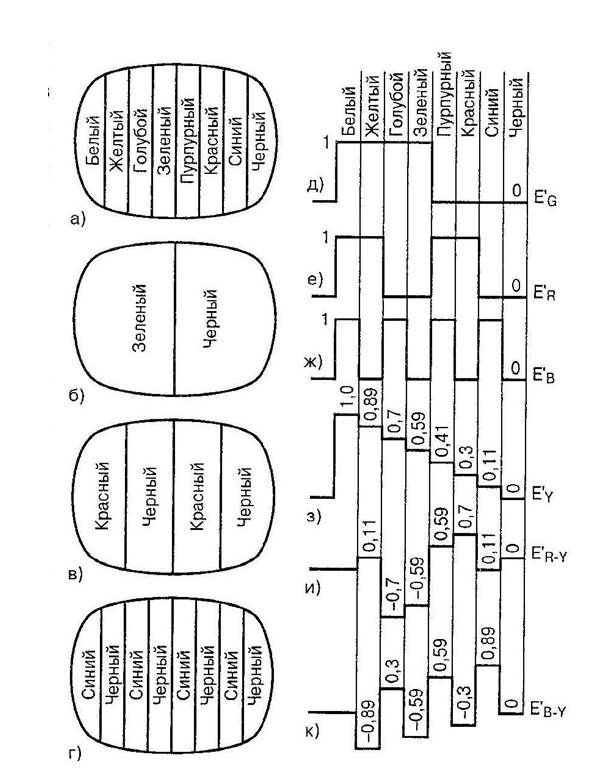 Белый
Желтый
Голубой
Зеленый
Пурпурный
Красный
Синий
Черный
а)
Зеленый
Черный
б)
Красный
Черный
Красный
Черный
в)
Синий
Черный
Синий
Черный
Синий
Черный
Синий
Черный
г)
Белый
Желтый
Голубой
Зеленый
Пурпурный
Красный
Синий
Черный
1
д)
0
E'G
1
е)
0
E'R
1
ж)
0
E'B
1,0
0,89
0,7
0,59
0,41
0,3
0,11
0
з)
E'Y
0,11
−0,7
−0,59
0,59
0,7
0,11
0
и)
E'R-Y
−0,89
0,3
−0,59
0,59
−0,3
0,89
0
к)
E'B-Y